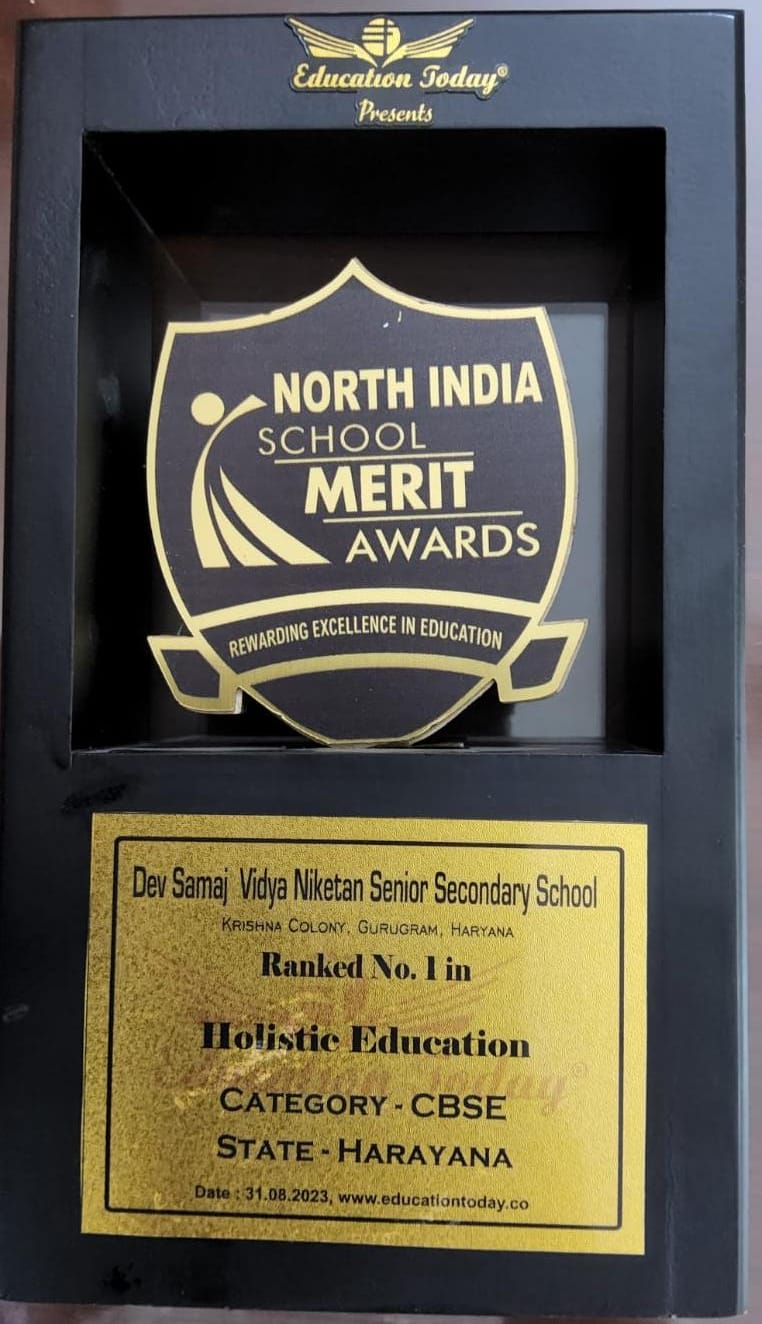 Education Today®
Presents
NORTH INDIA
SCHOOL
MERIT
AWARDS
REWARDING EXCELLENCE IN EDUCATION
Dev Samaj Vidya Niketan Senior Secondary School
KRISHNA COLONY, GURUGRAM, HARYANA
Ranked No. 1 in
Holistic Education
Education Today®
CATEGORY - CBSE
STATE - HARAYANA
Date : 31.08.2023, www.educationtoday.co